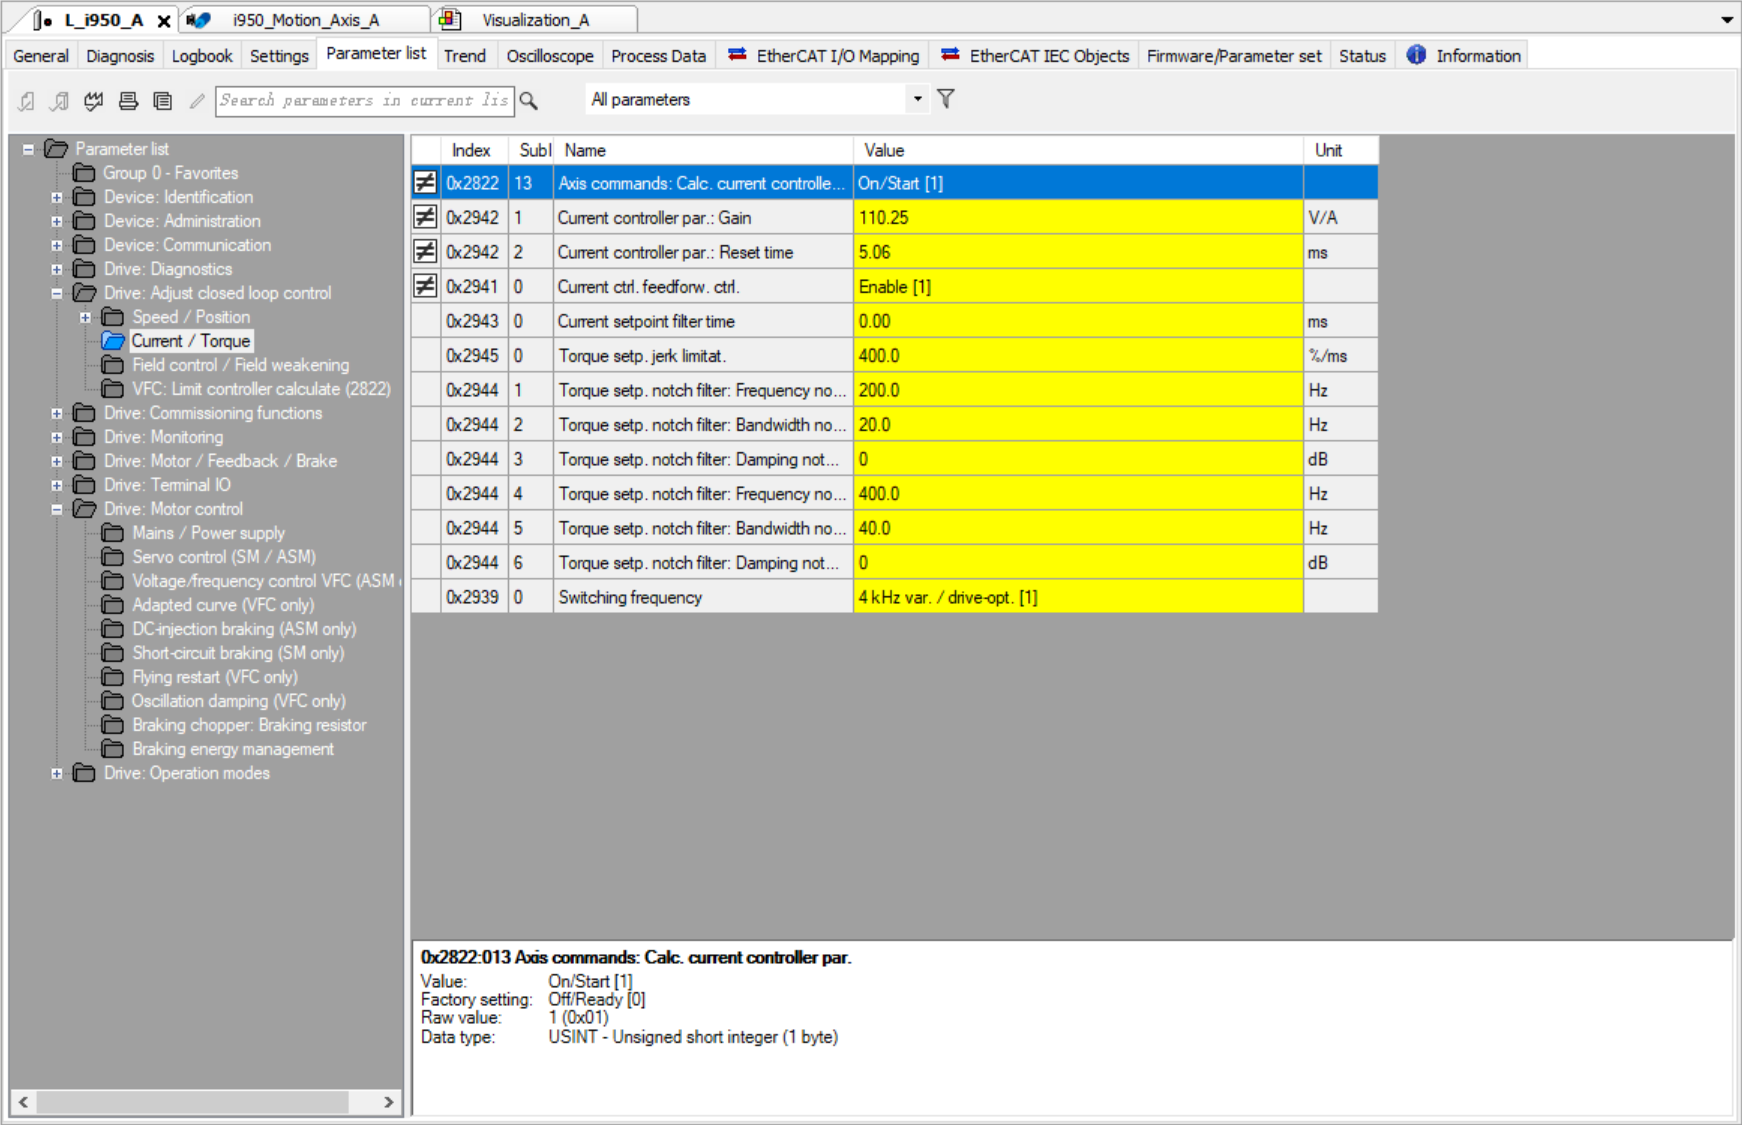 L_i950_A
i950_Motion_Axis_A
Visualization_A
General Diagnosis Logbook Settings Parameter list Trend Oscilloscope Process Data EtherCAT I/O Mapping EtherCAT IEC Objects Firmware/Parameter set Status Information
Search parameters in current lis
All parameters
Parameter list
Group 0 - Favorites
Device: Identification
Device: Administration
Device: Communication
Drive: Diagnostics
Drive: Adjust closed loop control
Speed / Position
Current / Torque
Field control / Field weakening
VFC: Limit controller calculate (2822)
Drive: Commissioning functions
Drive: Monitoring
Drive: Motor / Feedback / Brake
Drive: Terminal IO
Drive: Motor control
Mains / Power supply
Servo control (SM / ASM)
Voltage/frequency control VFC (ASM
Adapted curve (VFC only)
DC-injection braking (ASM only)
Short-circuit braking (SM only)
Flying restart (VFC only)
Oscillation damping (VFC only)
Braking chopper: Braking resistor
Braking energy management
Drive: Operation modes
Index SubI Name Value Unit
≠ 0x2822 13 Axis commands: Calc. current controlle... On/Start [1]
≠ 0x2942 1 Current controller par.: Gain 110.25 V/A
≠ 0x2942 2 Current controller par.: Reset time 5.06 ms
≠ 0x2941 0 Current ctrl. feedforw. ctrl. Enable [1]
0x2943 0 Current setpoint filter time 0.00 ms
0x2945 0 Torque setp. jerk limitat. 400.0 %/ms
0x2944 1 Torque setp. notch filter: Frequency no... 200.0 Hz
0x2944 2 Torque setp. notch filter: Bandwidth no... 20.0 Hz
0x2944 3 Torque setp. notch filter: Damping not... 0 dB
0x2944 4 Torque setp. notch filter: Frequency no... 400.0 Hz
0x2944 5 Torque setp. notch filter: Bandwidth no... 40.0 Hz
0x2944 6 Torque setp. notch filter: Damping not... 0 dB
0x2939 0 Switching frequency 4 kHz var. / drive-opt. [1]
0x2822:013 Axis commands: Calc. current controller par.
Value: On/Start [1]
Factory setting: Off/Ready [0]
Raw value: 1 (0x01)
Data type: USINT - Unsigned short integer (1 byte)